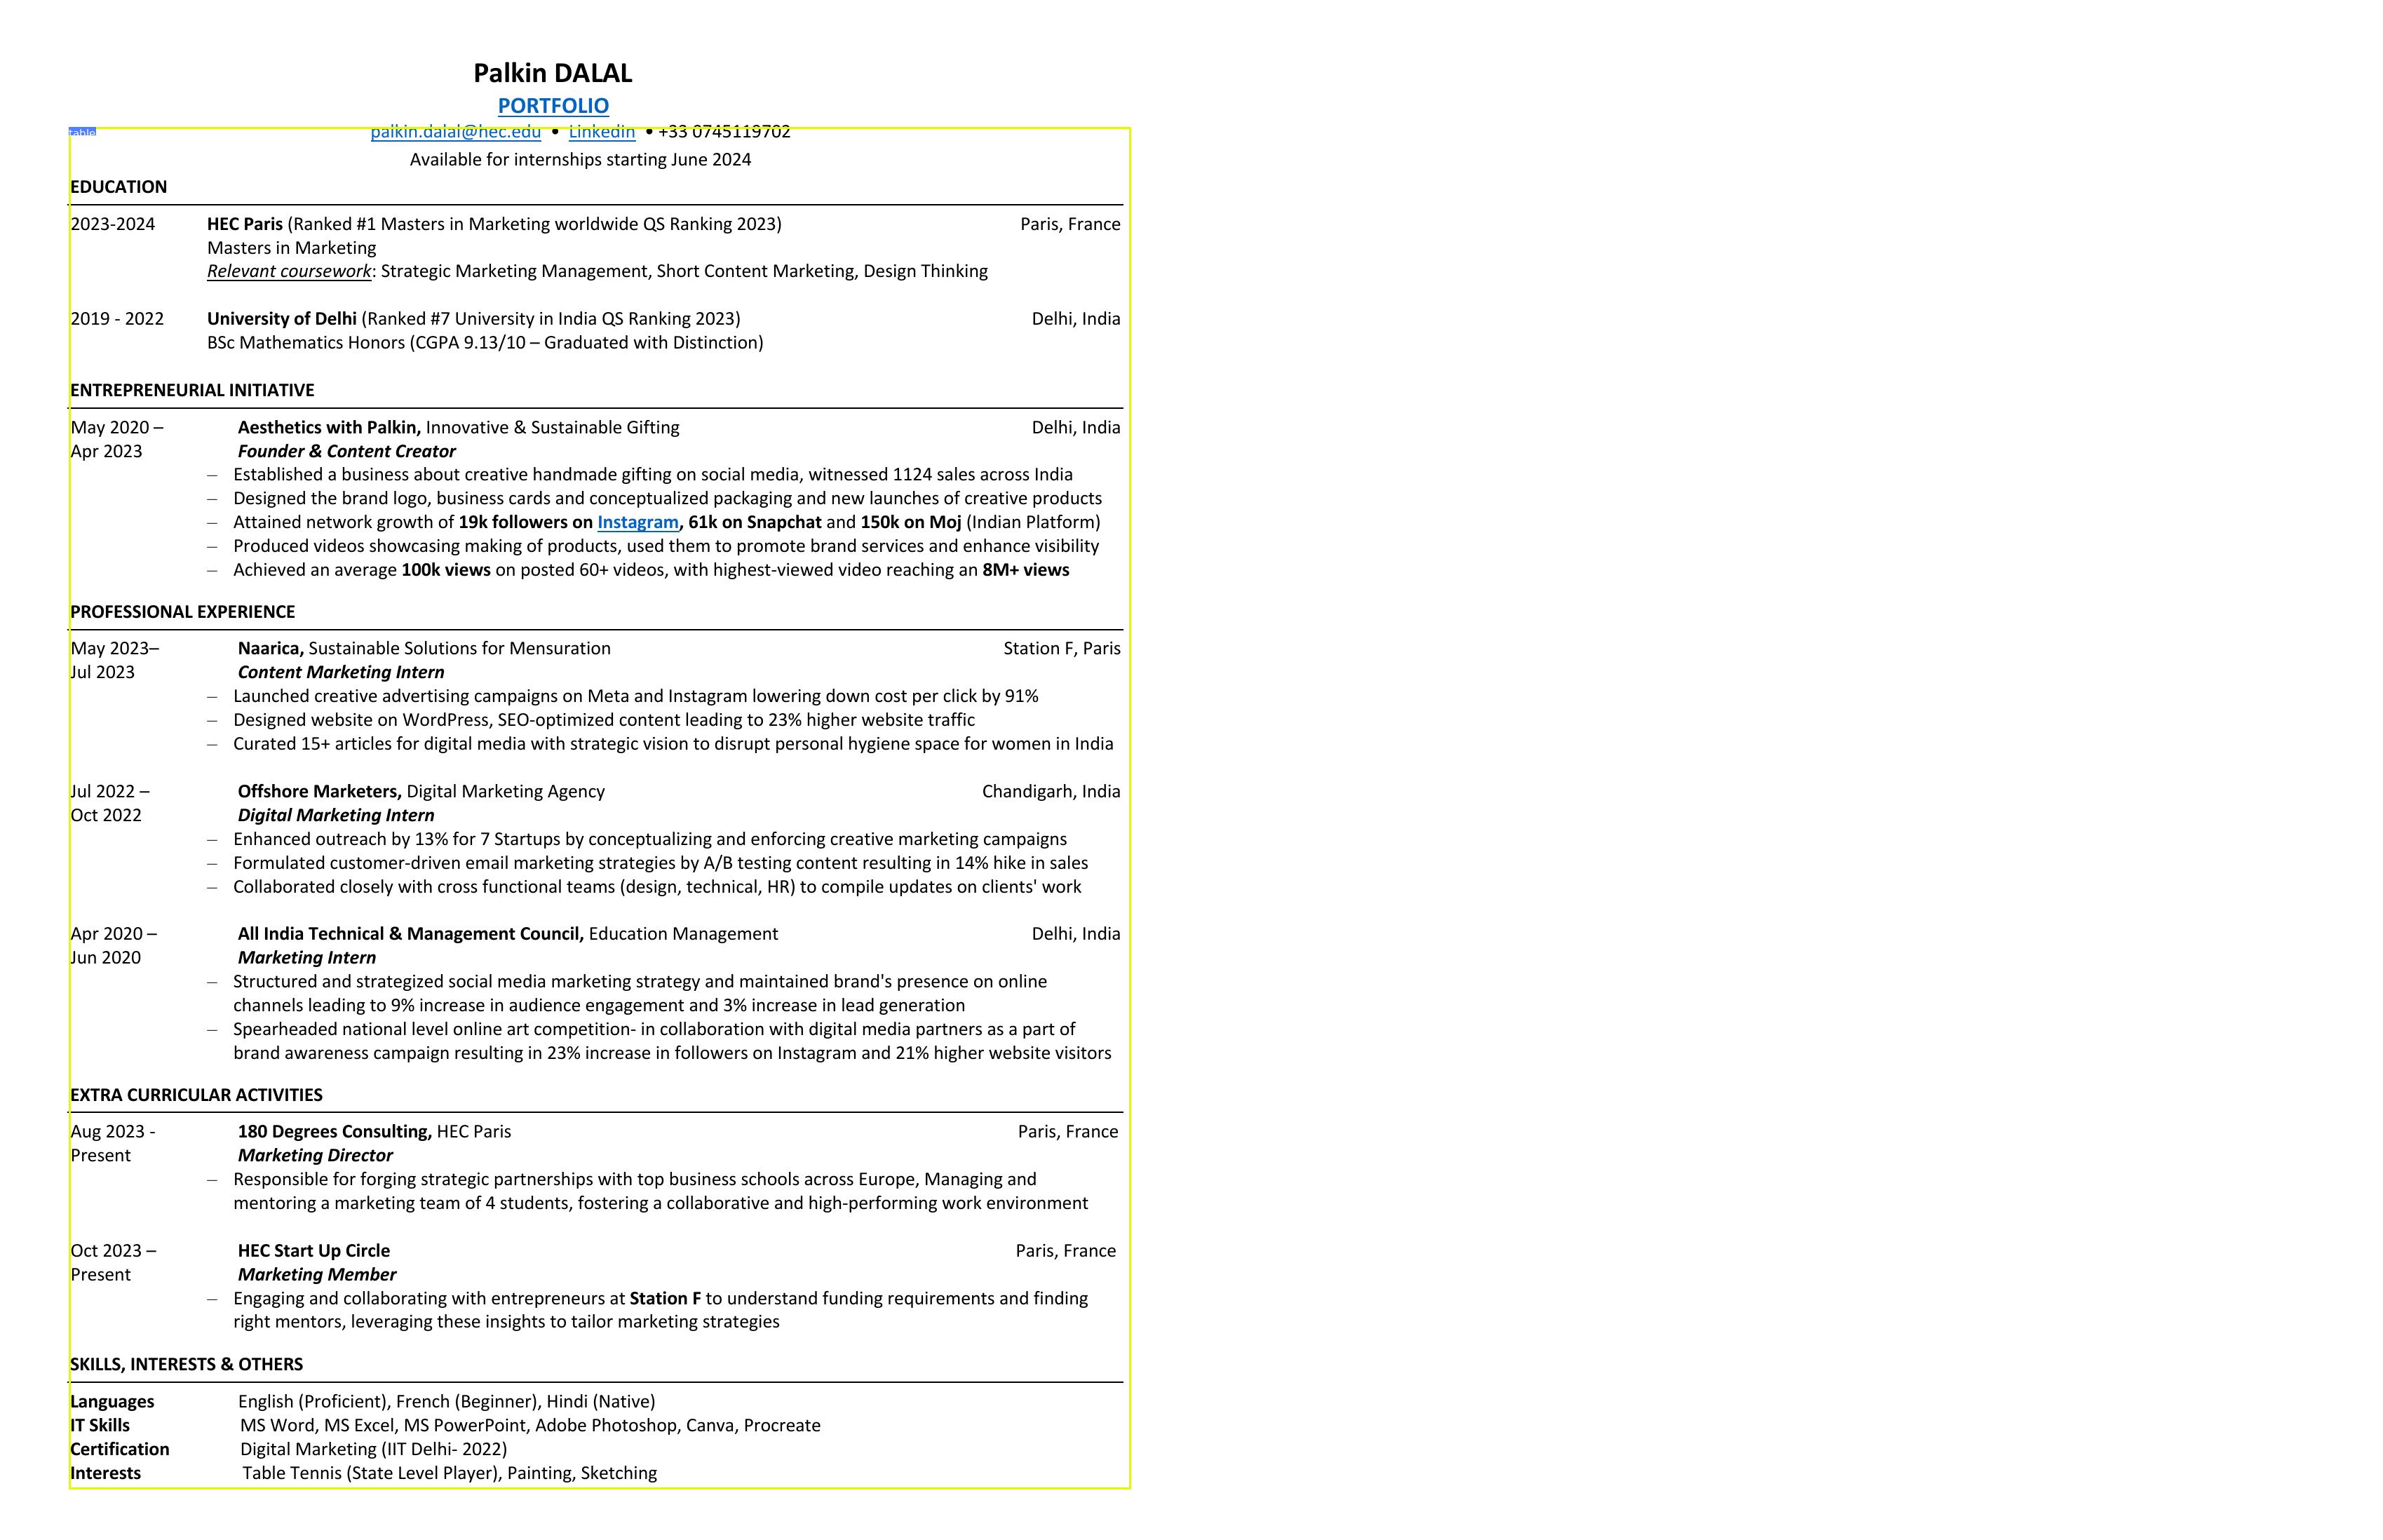 Palkin DALAL
PORTFOLIO
table
palkin.dalal@hec.edu • Linkedin • +33 0745119702
Available for internships starting June 2024
EDUCATION
2023-2024 HEC Paris (Ranked #1 Masters in Marketing worldwide QS Ranking 2023) Paris, France
Masters in Marketing
Relevant coursework: Strategic Marketing Management, Short Content Marketing, Design Thinking
2019 - 2022 University of Delhi (Ranked #7 University in India QS Ranking 2023) Delhi, India
BSc Mathematics Honors (CGPA 9.13/10 – Graduated with Distinction)
ENTREPRENEURIAL INITIATIVE
May 2020 – Aesthetics with Palkin, Innovative & Sustainable Gifting Delhi, India
Apr 2023 Founder & Content Creator
– Established a business about creative handmade gifting on social media, witnessed 1124 sales across India
– Designed the brand logo, business cards and conceptualized packaging and new launches of creative products
– Attained network growth of 19k followers on Instagram, 61k on Snapchat and 150k on Moj (Indian Platform)
– Produced videos showcasing making of products, used them to promote brand services and enhance visibility
– Achieved an average 100k views on posted 60+ videos, with highest-viewed video reaching an 8M+ views
PROFESSIONAL EXPERIENCE
May 2023– Naarica, Sustainable Solutions for Mensuration Station F, Paris
Jul 2023 Content Marketing Intern
– Launched creative advertising campaigns on Meta and Instagram lowering down cost per click by 91%
– Designed website on WordPress, SEO-optimized content leading to 23% higher website traffic
– Curated 15+ articles for digital media with strategic vision to disrupt personal hygiene space for women in India
Jul 2022 – Offshore Marketers, Digital Marketing Agency Chandigarh, India
Oct 2022 Digital Marketing Intern
– Enhanced outreach by 13% for 7 Startups by conceptualizing and enforcing creative marketing campaigns
– Formulated customer-driven email marketing strategies by A/B testing content resulting in 14% hike in sales
– Collaborated closely with cross functional teams (design, technical, HR) to compile updates on clients' work
Apr 2020 – All India Technical & Management Council, Education Management Delhi, India
Jun 2020 Marketing Intern
– Structured and strategized social media marketing strategy and maintained brand's presence on online
channels leading to 9% increase in audience engagement and 3% increase in lead generation
– Spearheaded national level online art competition- in collaboration with digital media partners as a part of
brand awareness campaign resulting in 23% increase in followers on Instagram and 21% higher website visitors
EXTRA CURRICULAR ACTIVITIES
Aug 2023 - 180 Degrees Consulting, HEC Paris Paris, France
Present Marketing Director
– Responsible for forging strategic partnerships with top business schools across Europe, Managing and
mentoring a marketing team of 4 students, fostering a collaborative and high-performing work environment
Oct 2023 – HEC Start Up Circle Paris, France
Present Marketing Member
– Engaging and collaborating with entrepreneurs at Station F to understand funding requirements and finding
right mentors, leveraging these insights to tailor marketing strategies
SKILLS, INTERESTS & OTHERS
Languages English (Proficient), French (Beginner), Hindi (Native)
IT Skills MS Word, MS Excel, MS PowerPoint, Adobe Photoshop, Canva, Procreate
Certification Digital Marketing (IIT Delhi- 2022)
Interests Table Tennis (State Level Player), Painting, Sketching